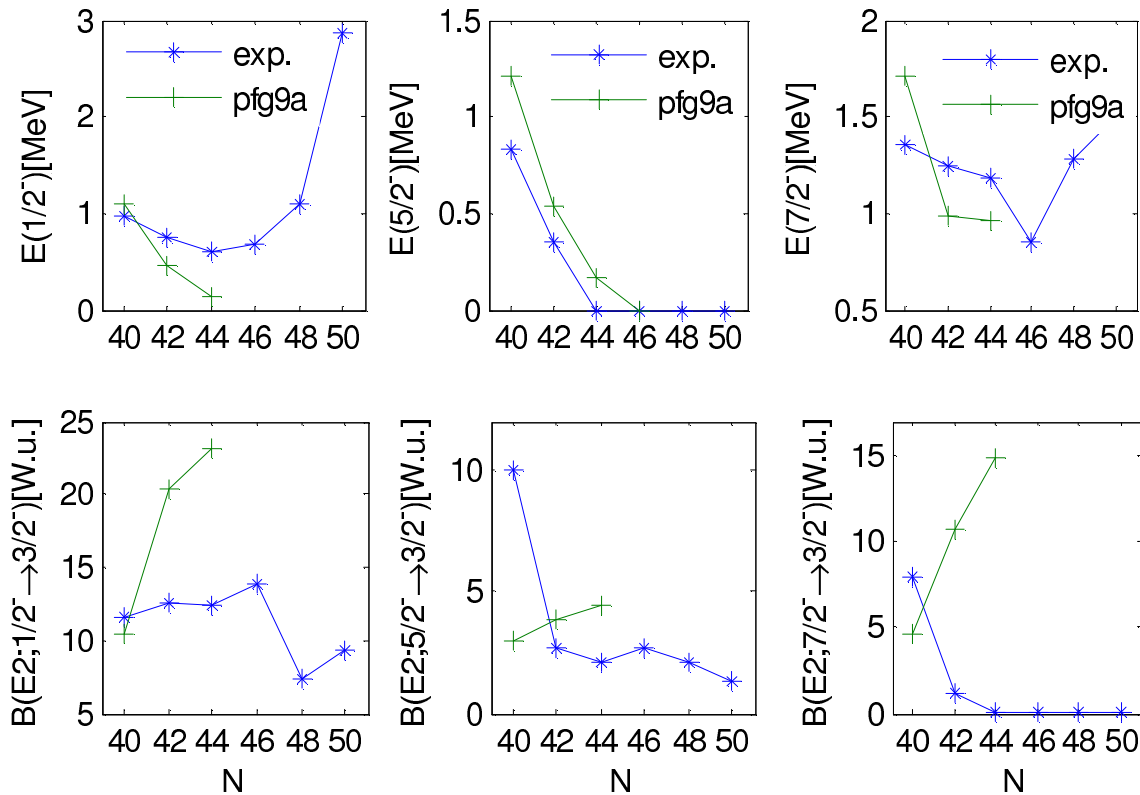 E(1/2⁻)[MeV]
3
2
1
0
exp.
pfg9a
40 42 44 46 48 50
E(5/2⁻)[MeV]
1.5
1
0.5
0
exp.
pfg9a
40 42 44 46 48 50
E(7/2⁻)[MeV]
2
1.5
1
0.5
exp.
pfg9a
40 42 44 46 48 50
B(E2;1/2⁻→3/2⁻)[W.u.]
25
20
15
10
5
40 42 44 46 48 50
N
B(E2;5/2⁻→3/2⁻)[W.u.]
10
5
0
40 42 44 46 48 50
N
B(E2;7/2⁻→3/2⁻)[W.u.]
15
10
5
0
40 42 44 46 48 50
N